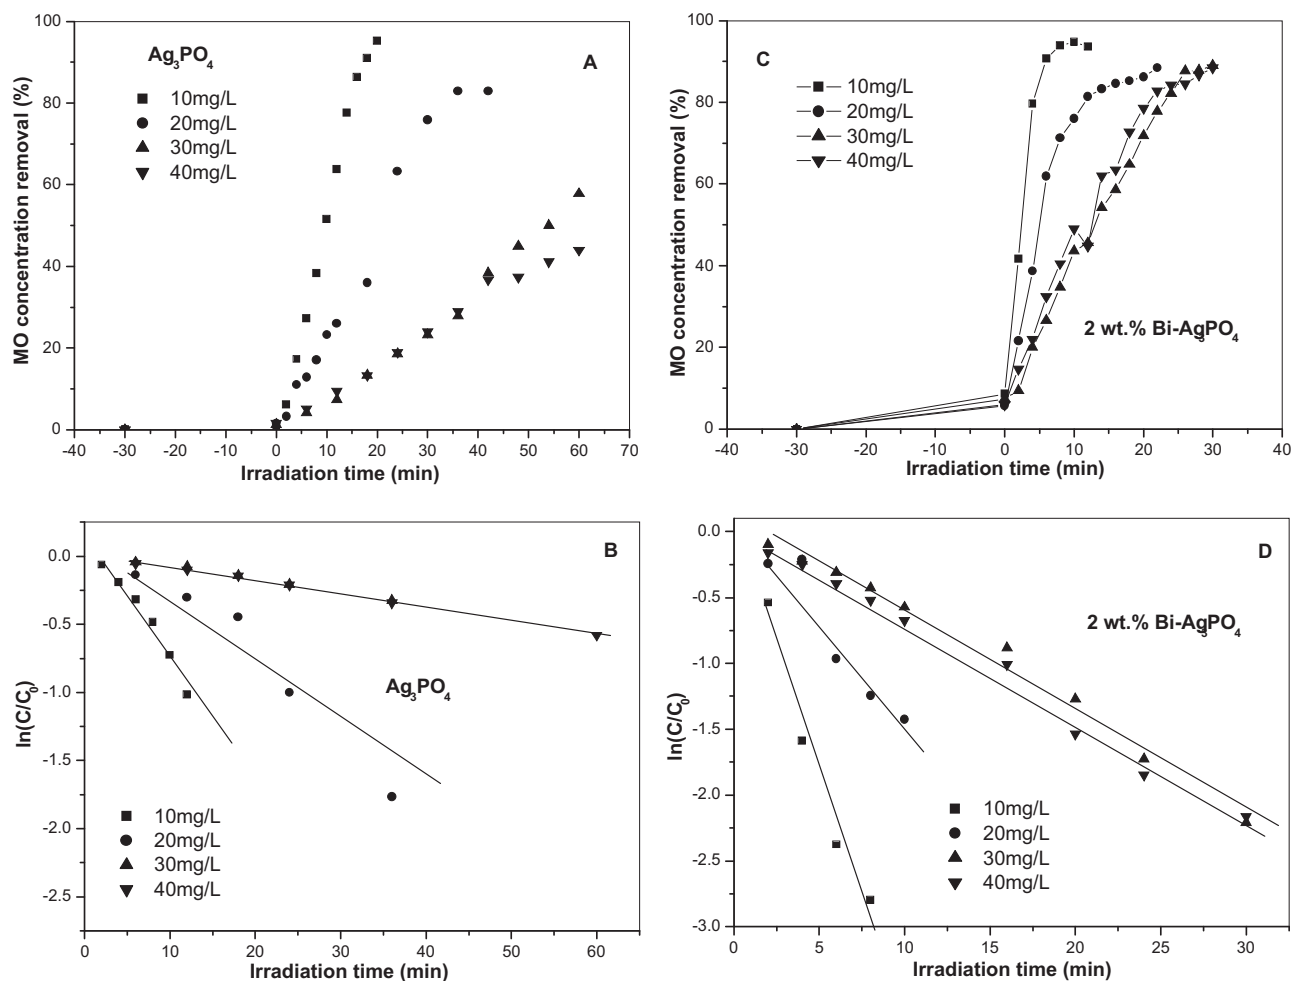 A
Ag3PO4
10mg/L
20mg/L
30mg/L
40mg/L
MO concentration removal (%)
100
80
60
40
20
0
-40 -30 -20 -10 0 10 20 30 40 50 60 70
Irradiation time (min)
C
10mg/L
20mg/L
30mg/L
40mg/L
2 wt.% Bi-Ag3PO4
MO concentration removal (%)
100
80
60
40
20
0
-40 -30 -20 -10 0 10 20 30 40
Irradiation time (min)
B
Ag3PO4
10mg/L
20mg/L
30mg/L
40mg/L
ln(C/C0)
0.0
-0.5
-1.0
-1.5
-2.0
-2.5
0 10 20 30 40 50 60
Irradiation time (min)
D
2 wt.% Bi-Ag3PO4
10mg/L
20mg/L
30mg/L
40mg/L
ln(C/C0)
0.0
-0.5
-1.0
-1.5
-2.0
-2.5
-3.0
0 5 10 15 20 25 30
Irradiation time (min)